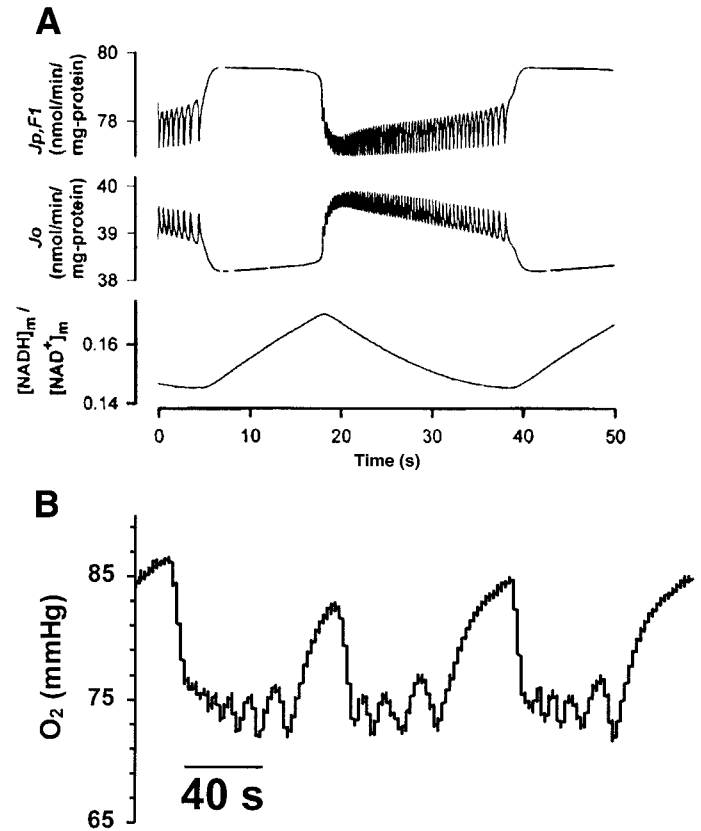 A
80
78
Jp,F1
(nmol/min/
mg-protein)
40
39
38
Jo
(nmol/min/
mg-protein)
0.16
0.14
[NADH]m /
[NAD+]m
0 10 20 30 40 50
Time (s)
B
85
75
65
O2 (mmHg)
40 s